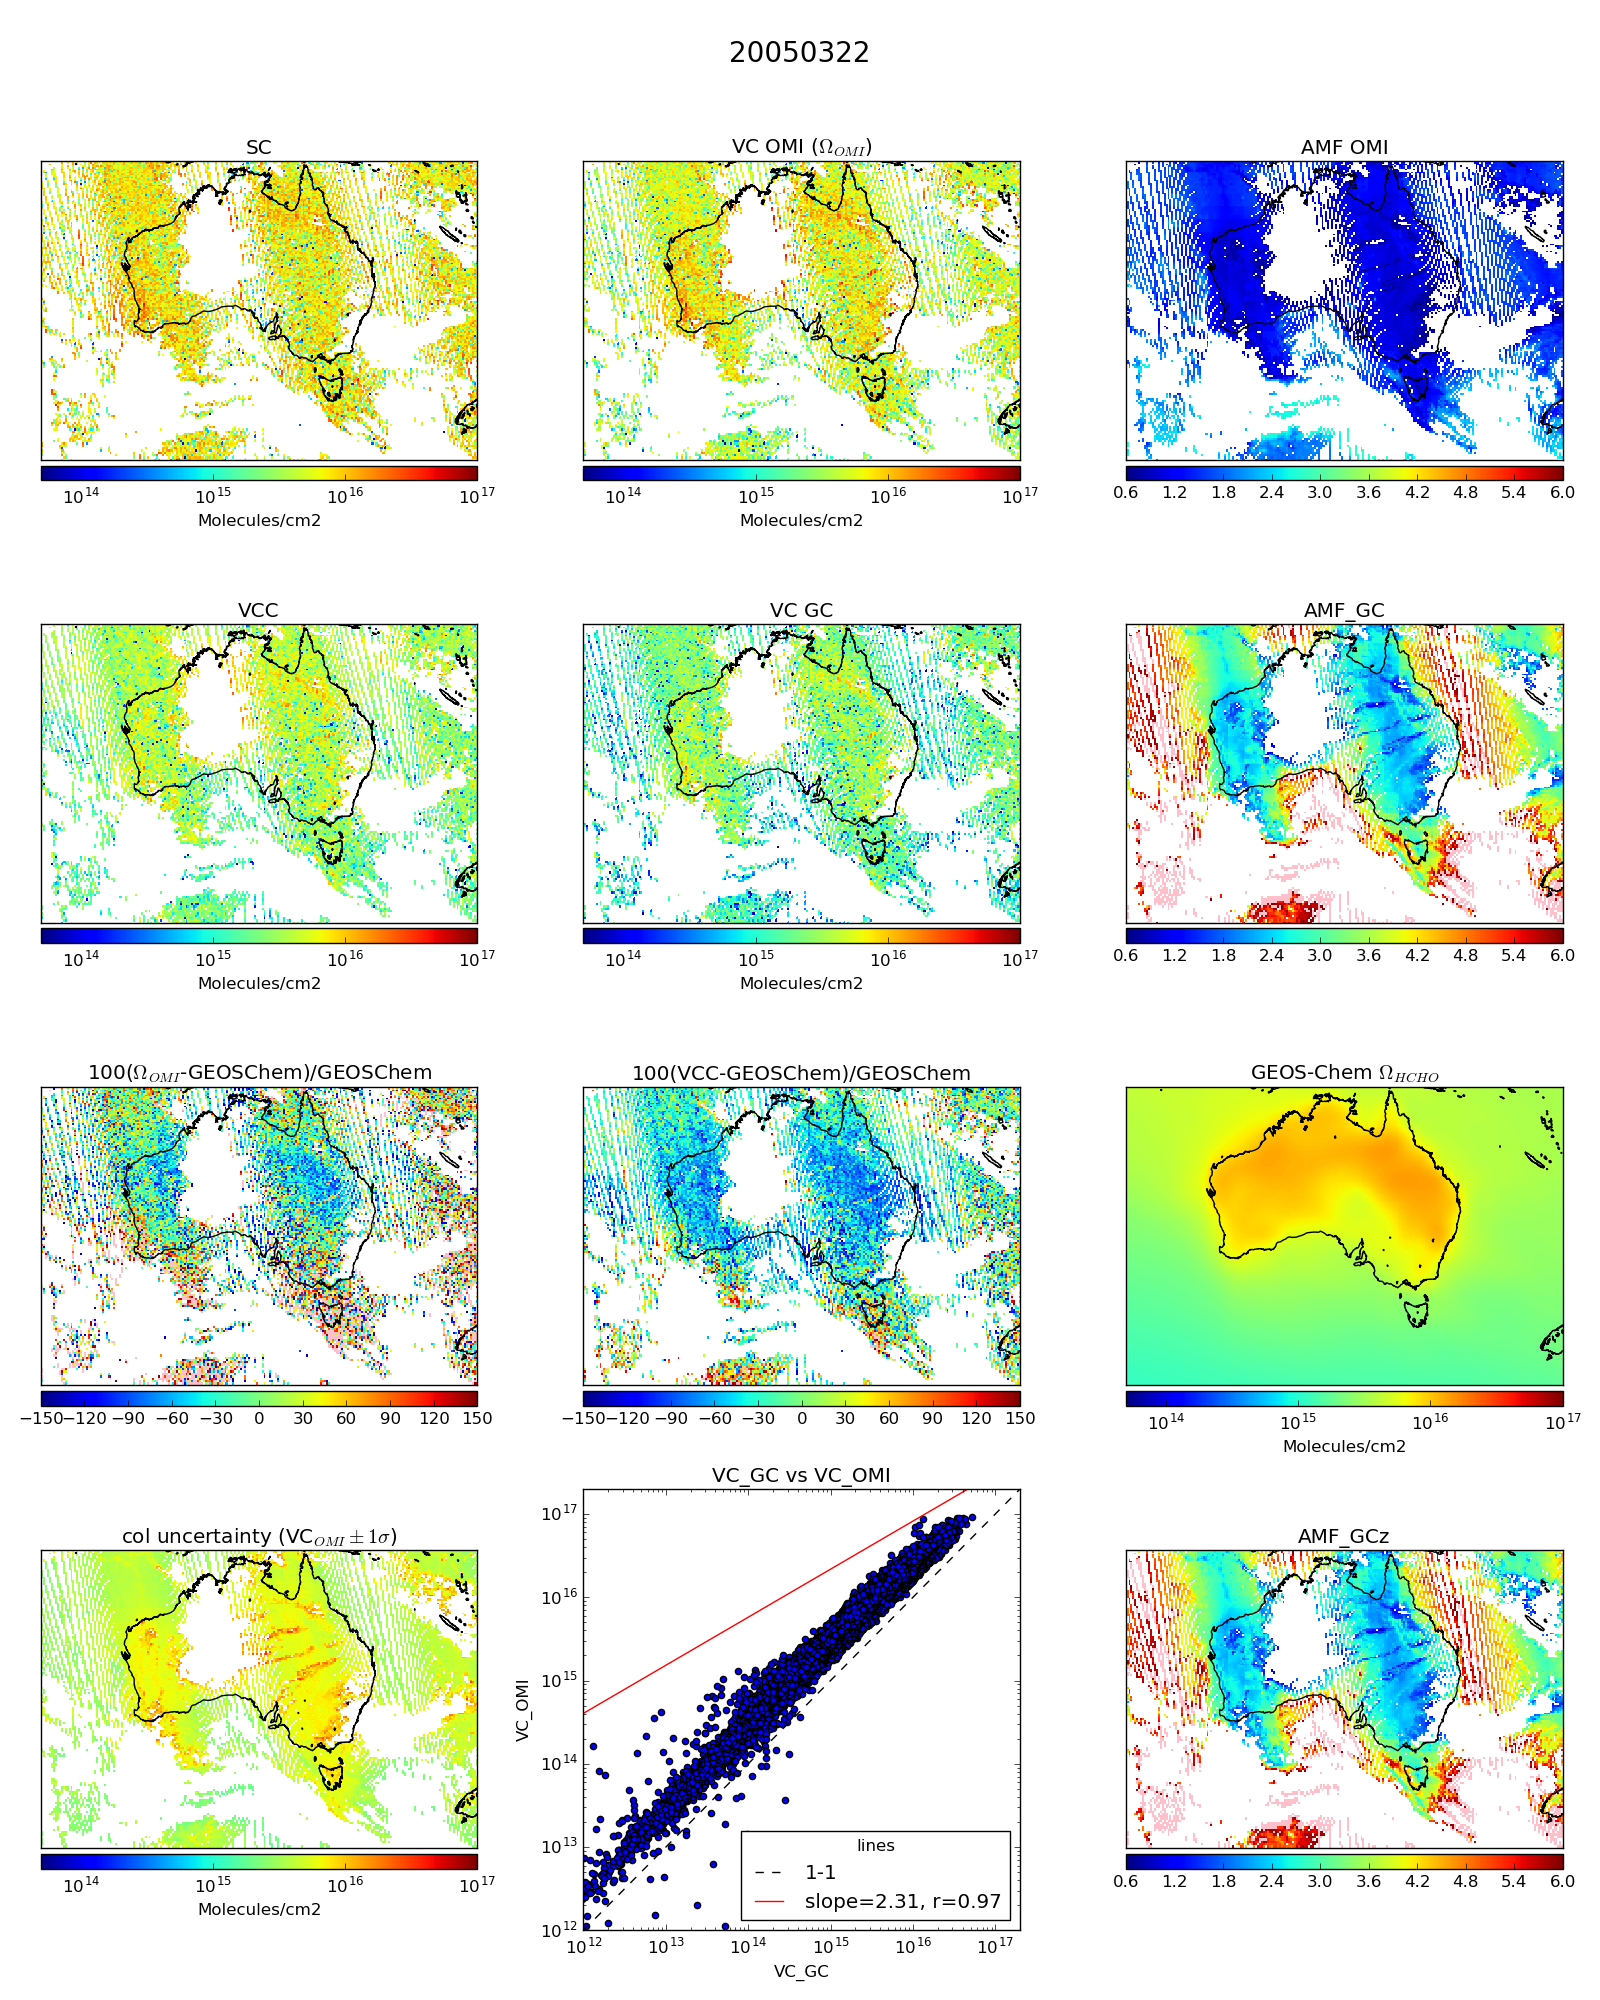 20050322
SC
VC OMI (Ω_OMI)
AMF OMI
10^14 10^15 10^16 10^17
Molecules/cm2
10^14 10^15 10^16 10^17
Molecules/cm2
0.6 1.2 1.8 2.4 3.0 3.6 4.2 4.8 5.4 6.0
VCC
VC GC
AMF_GC
10^14 10^15 10^16 10^17
Molecules/cm2
10^14 10^15 10^16 10^17
Molecules/cm2
0.6 1.2 1.8 2.4 3.0 3.6 4.2 4.8 5.4 6.0
100(Ω_OMI-GEOSChem)/GEOSChem
100(VCC-GEOSChem)/GEOSChem
GEOS-Chem Ω_HCHO
−150 −120 −90 −60 −30 0 30 60 90 120 150
−150 −120 −90 −60 −30 0 30 60 90 120 150
10^14 10^15 10^16 10^17
Molecules/cm2
col uncertainty (VC_OMI ± 1σ)
10^14 10^15 10^16 10^17
Molecules/cm2
VC_GC vs VC_OMI
VC_OMI
10^17
10^16
10^15
10^14
10^13
10^12
lines
1-1
slope=2.31, r=0.97
10^12 10^13 10^14 10^15 10^16 10^17
VC_GC
AMF_GCz
0.6 1.2 1.8 2.4 3.0 3.6 4.2 4.8 5.4 6.0